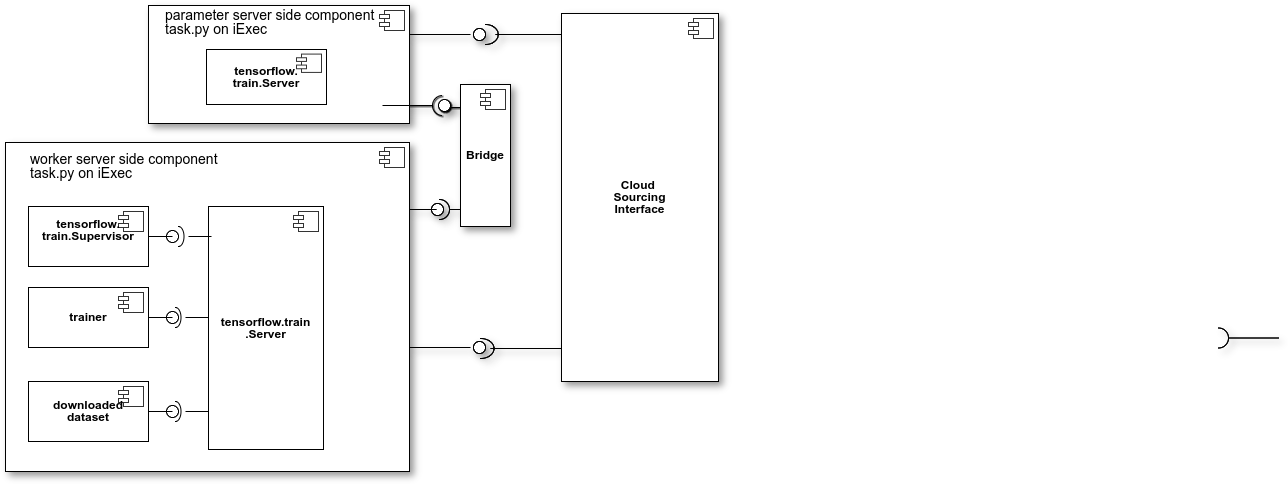 parameter server side component
task.py on iExec
tensorflow.
train.Server
Bridge
Cloud
Sourcing
Interface
worker server side component
task.py on iExec
tensorflow.
train.Supervisor
trainer
downloaded
dataset
tensorflow.train
.Server